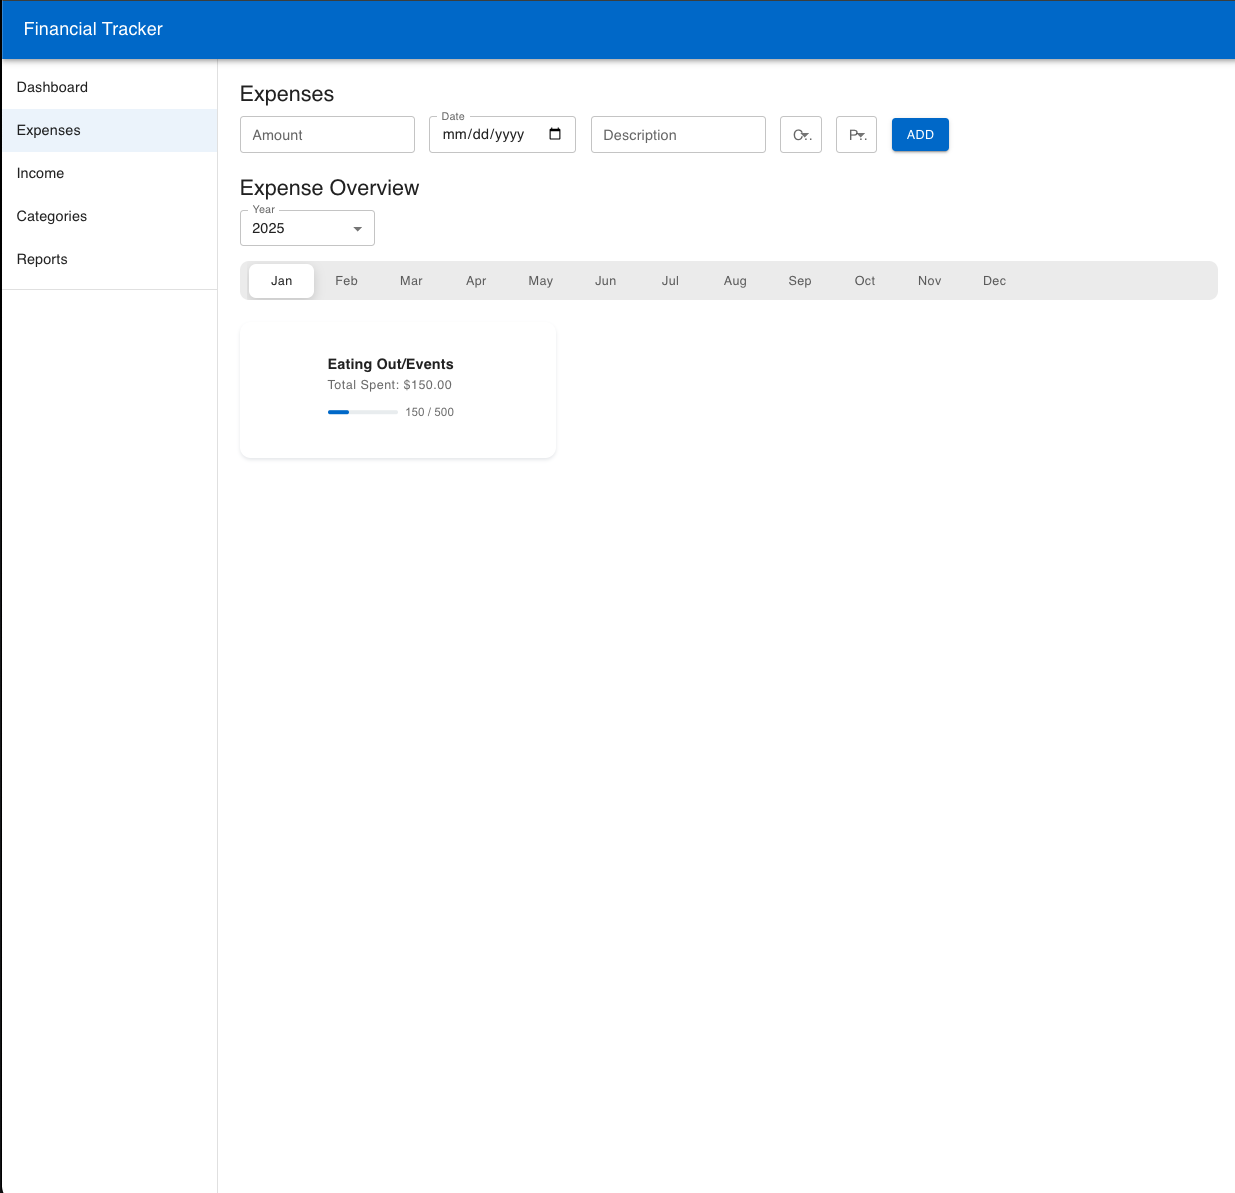 Financial Tracker
Dashboard
Expenses
Income
Categories
Reports
Expenses
Amount
Date
mm/dd/yyyy
Description
C..
P..
ADD
Expense Overview
Year
2025
Jan Feb Mar Apr May Jun Jul Aug Sep Oct Nov Dec
Eating Out/Events
Total Spent: $150.00
150 / 500